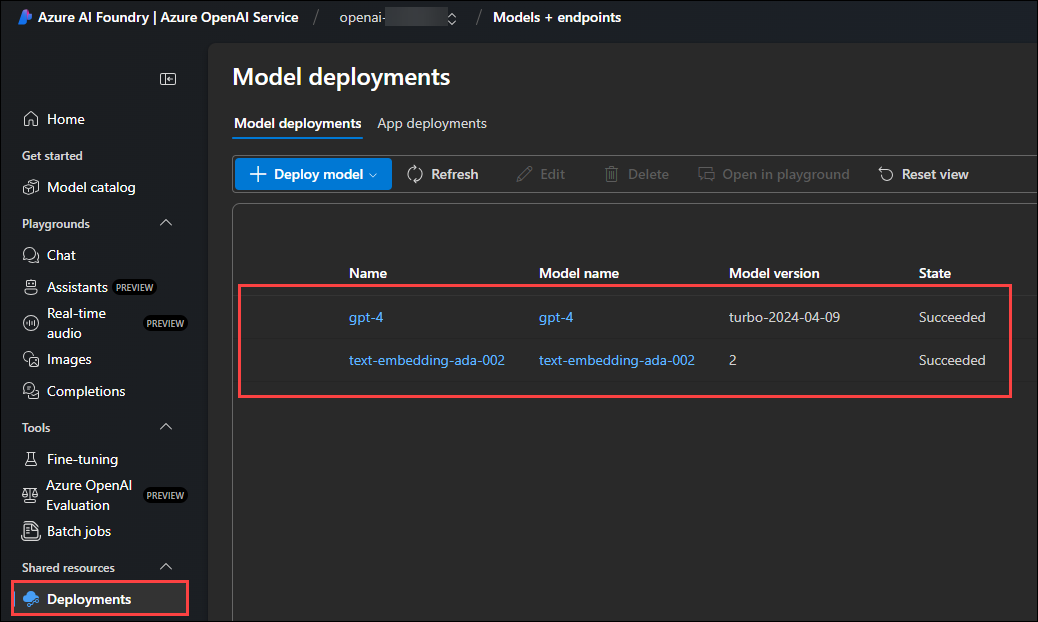 Azure AI Foundry | Azure OpenAI Service / openai- / Models + endpoints
Model deployments
Model deployments App deployments
Deploy model Refresh Edit Delete Open in playground Reset view
Name Model name Model version State
gpt-4 gpt-4 turbo-2024-04-09 Succeeded
text-embedding-ada-002 text-embedding-ada-002 2 Succeeded
Home
Get started
Model catalog
Playgrounds
Chat
Assistants PREVIEW
Real-time
audio PREVIEW
Images
Completions
Tools
Fine-tuning
Azure OpenAI
Evaluation PREVIEW
Batch jobs
Shared resources
Deployments